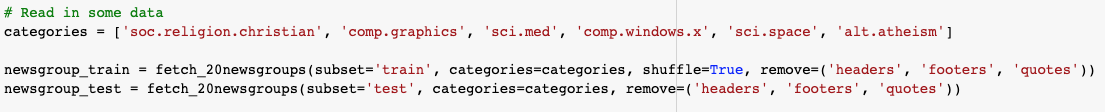 # Read in some data
categories = ['soc.religion.christian', 'comp.graphics', 'sci.med', 'comp.windows.x', 'sci.space', 'alt.atheism']
newsgroup_train = fetch_20newsgroups(subset='train', categories=categories, shuffle=True, remove=('headers', 'footers', 'quotes'))
newsgroup_test = fetch_20newsgroups(subset='test', categories=categories, remove=('headers', 'footers', 'quotes'))